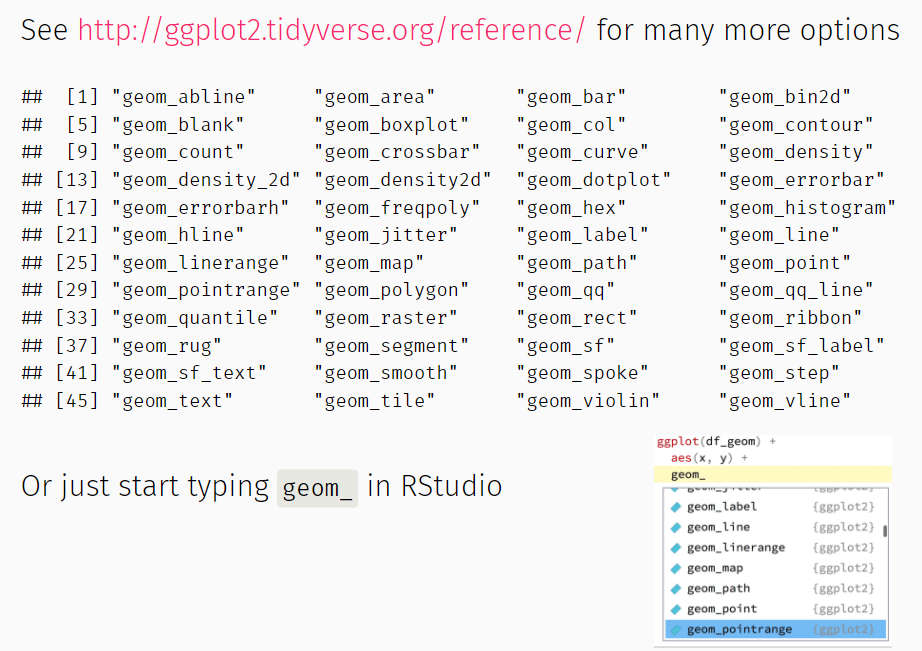 See http://ggplot2.tidyverse.org/reference/ for many more options
##  [1] "geom_abline"     "geom_area"       "geom_bar"        "geom_bin2d"
##  [5] "geom_blank"      "geom_boxplot"    "geom_col"        "geom_contour"
##  [9] "geom_count"      "geom_crossbar"   "geom_curve"      "geom_density"
## [13] "geom_density_2d" "geom_density2d"  "geom_dotplot"    "geom_errorbar"
## [17] "geom_errorbarh"  "geom_freqpoly"   "geom_hex"        "geom_histogram"
## [21] "geom_hline"      "geom_jitter"     "geom_label"      "geom_line"
## [25] "geom_linerange"  "geom_map"        "geom_path"       "geom_point"
## [29] "geom_pointrange" "geom_polygon"    "geom_qq"         "geom_qq_line"
## [33] "geom_quantile"   "geom_raster"     "geom_rect"       "geom_ribbon"
## [37] "geom_rug"        "geom_segment"    "geom_sf"         "geom_sf_label"
## [41] "geom_sf_text"    "geom_smooth"     "geom_spoke"      "geom_step"
## [45] "geom_text"       "geom_tile"       "geom_violin"     "geom_vline"
Or just start typing geom_ in RStudio
ggplot(df_geom) +
aes(x, y) +
geom_
geom_jitter {ggplot2}
geom_label {ggplot2}
geom_line {ggplot2}
geom_linerange {ggplot2}
geom_map {ggplot2}
geom_path {ggplot2}
geom_point {ggplot2}
geom_pointrange {ggplot2}